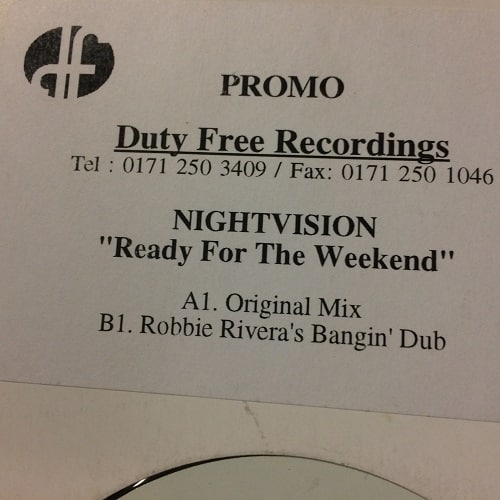 df
PROMO
Duty Free Recordings
Tel : 0171 250 3409 / Fax: 0171 250 1046
NIGHTVISION
"Ready For The Weekend"
A1. Original Mix
B1. Robbie Rivera's Bangin' Dub